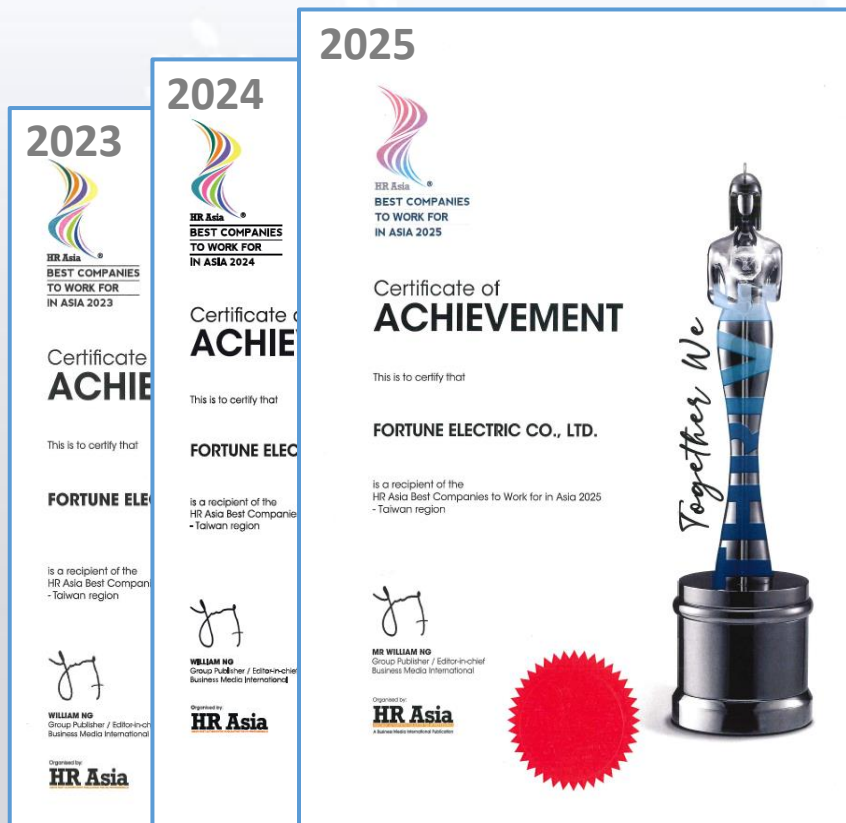 2023
HR Asia ®
BEST COMPANIES
TO WORK FOR
IN ASIA 2023
Certificate
ACHIE
This is to certify that
FORTUNE ELE
is a recipient of the
HR Asia Best Compani
- Taiwan region
WILLIAM NG
Group Publisher / Editor-in-ch
Business Media International
Organised by:
HR Asia
2024
HR Asia ®
BEST COMPANIES
TO WORK FOR
IN ASIA 2024
Certificate
ACHIE
This is to certify that
FORTUNE ELEC
is a recipient of the
HR Asia Best Companie
- Taiwan region
WILLIAM NG
Group Publisher / Editor-in-chief
Business Media International
Organised by:
HR Asia
2025
HR Asia ®
BEST COMPANIES
TO WORK FOR
IN ASIA 2025
Certificate of
ACHIEVEMENT
This is to certify that
FORTUNE ELECTRIC CO., LTD.
is a recipient of the
HR Asia Best Companies to Work for in Asia 2025
- Taiwan region
MR WILLIAM NG
Group Publisher / Editor-in-chief
Business Media International
Organised by:
HR Asia
A Business Media International Publication
Together We
THRIVE